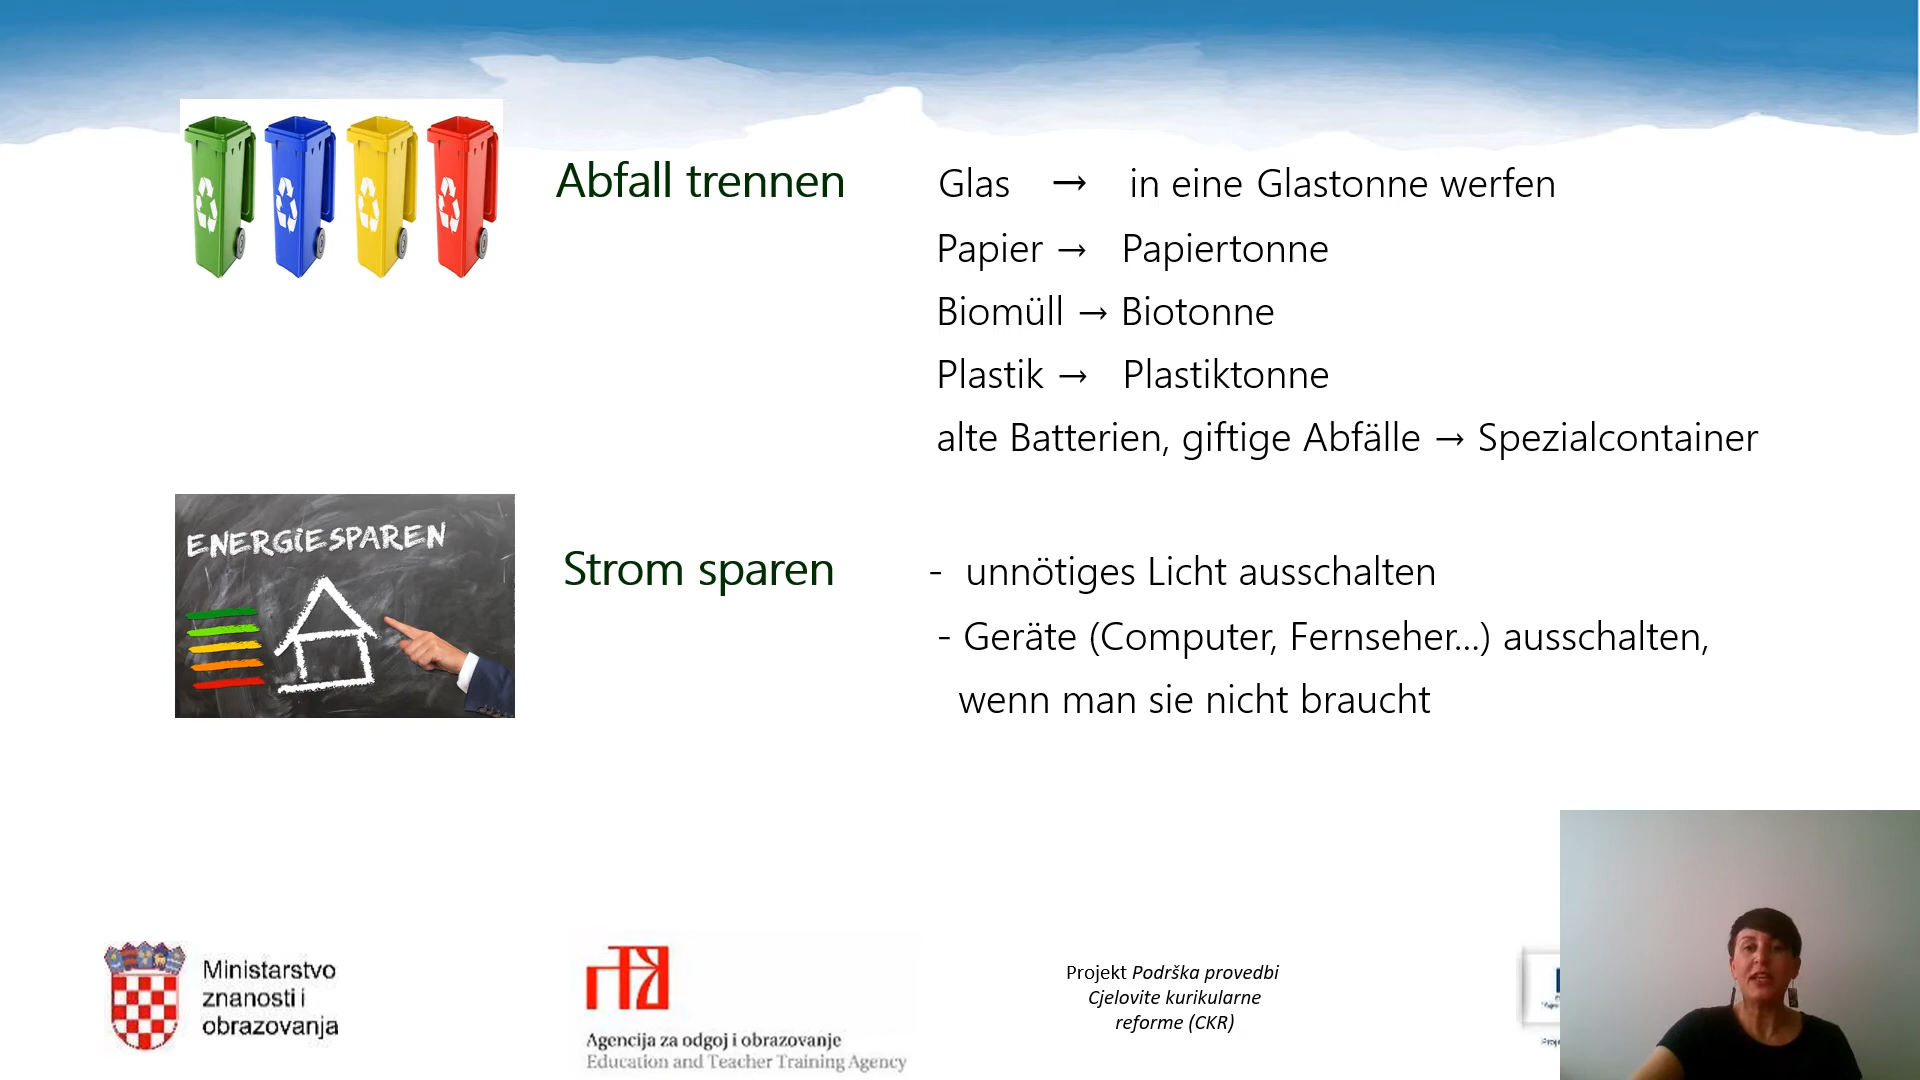 Abfall trennen
Glas → in eine Glastonne werfen
Papier → Papiertonne
Biomüll → Biotonne
Plastik → Plastiktonne
alte Batterien, giftige Abfälle → Spezialcontainer
ENERGiESPAREN
Strom sparen
- unnötiges Licht ausschalten
- Geräte (Computer, Fernseher...) ausschalten,
wenn man sie nicht braucht
Ministarstvo
znanosti i
obrazovanja
Agencija za odgoj i obrazovanje
Education and Teacher Training Agency
Projekt Podrška provedbi
Cjelovite kurikularne
reforme (CKR)